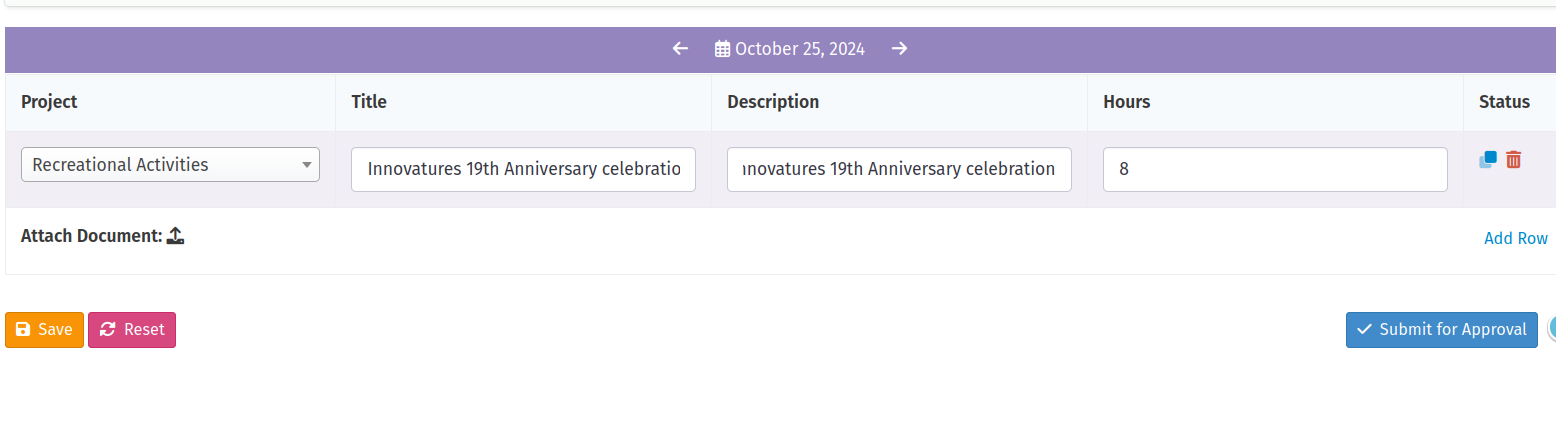 October 25, 2024
Project Title Description Hours Status
Recreational Activities Innovatures 19th Anniversary celebratio nnovatures 19th Anniversary celebration 8
Attach Document: Add Row
Save Reset Submit for Approval